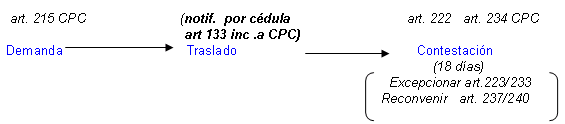 art. 215 CPC
(notif. por cédula
art 133 inc .a CPC)
art. 222 art. 234 CPC
Demanda
Traslado
Contestación
(18 días)
Excepcionar art.223/233
Reconvenir art. 237/240